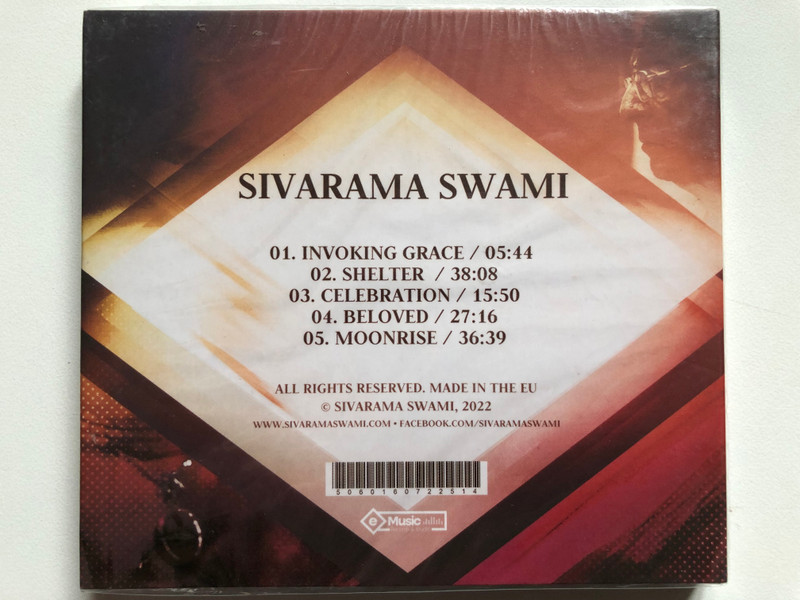 SIVARAMA SWAMI
01. INVOKING GRACE / 05:44
02. SHELTER / 38:08
03. CELEBRATION / 15:50
04. BELOVED / 27:16
05. MOONRISE / 36:39
ALL RIGHTS RESERVED. MADE IN THE EU
© SIVARAMA SWAMI, 2022
WWW.SIVARAMASWAMI.COM • FACEBOOK.COM/SIVARAMASWAMI
5060160722514
e Music